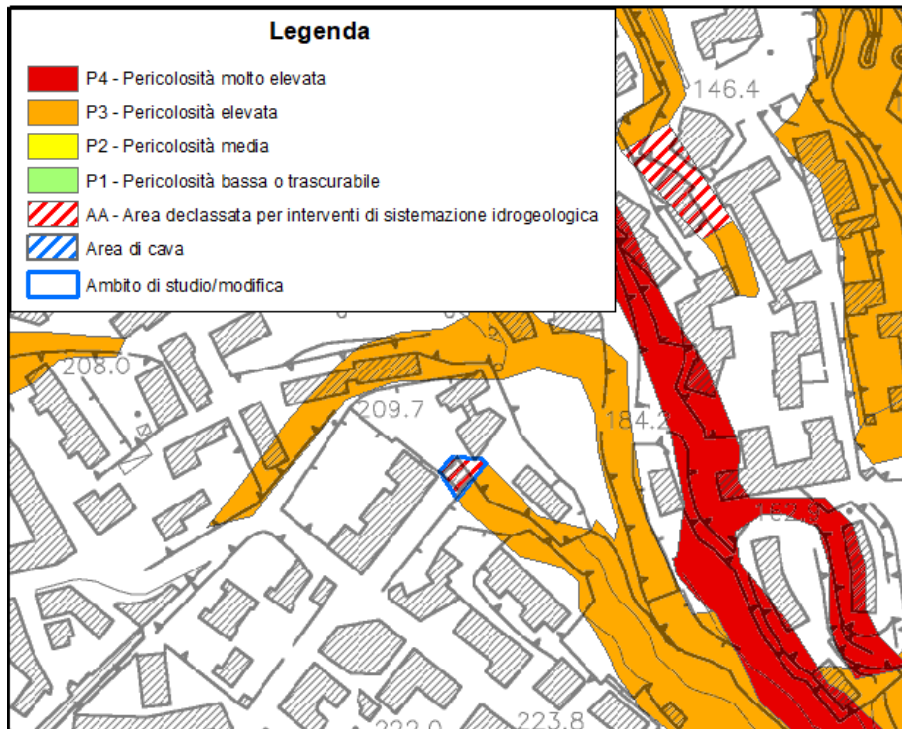 Legenda
P4 - Pericolosità molto elevata
P3 - Pericolosità elevata
P2 - Pericolosità media
P1 - Pericolosità bassa o trascurabile
AA - Area declassata per interventi di sistemazione idrogeologica
Area di cava
Ambito di studio/modifica
146.4
208.0
209.7
184.2
222.0
223.8